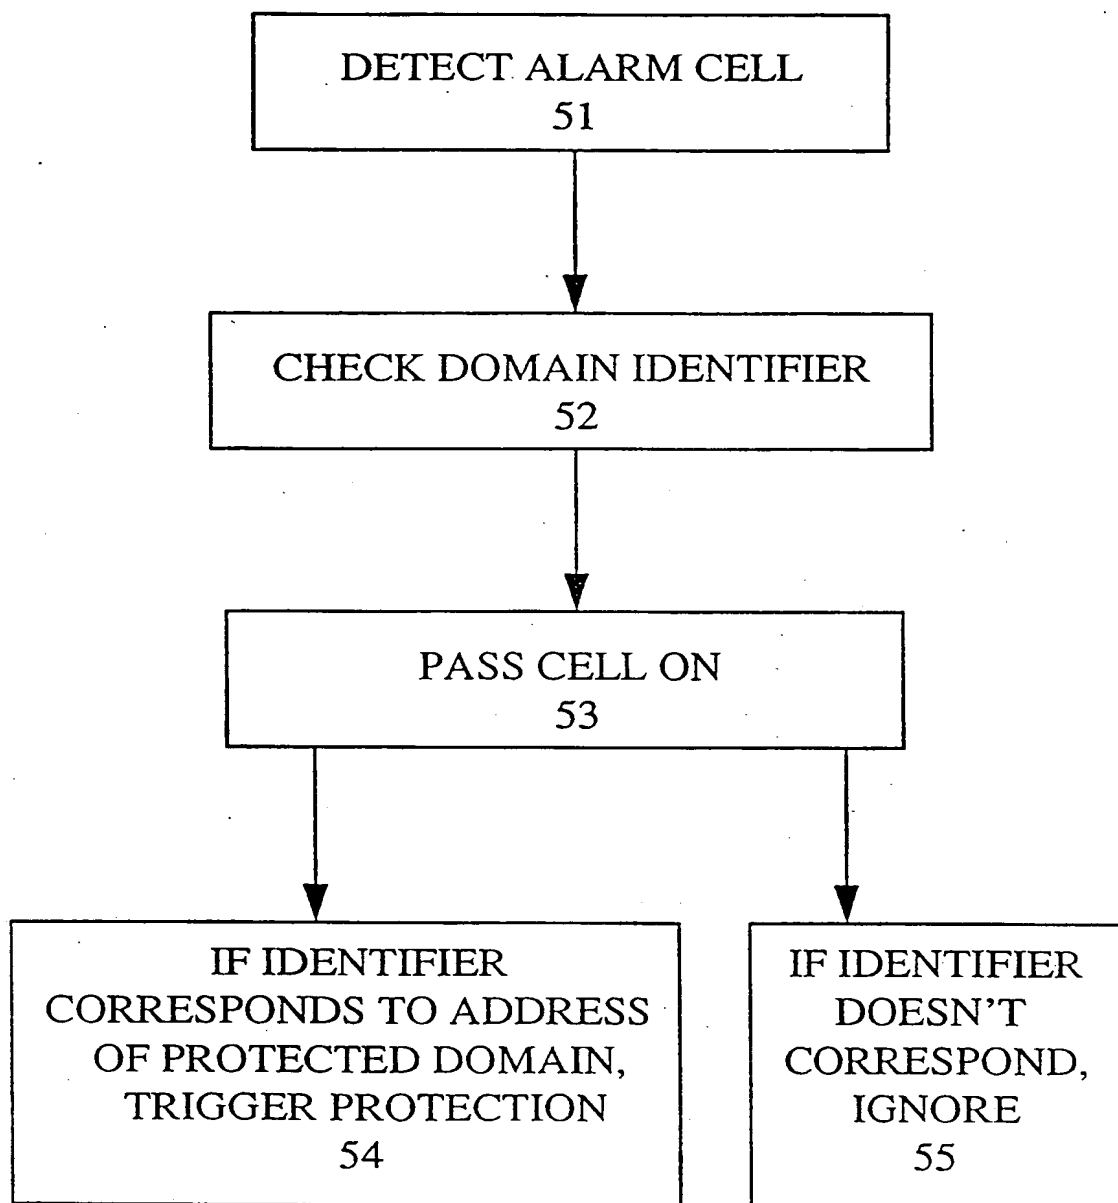 DETECT ALARM CELL
51
CHECK DOMAIN IDENTIFIER
52
PASS CELL ON
53
IF IDENTIFIER
CORRESPONDS TO ADDRESS
OF PROTECTED DOMAIN,
TRIGGER PROTECTION
54
IF IDENTIFIER
DOESN'T
CORRESPOND,
IGNORE
55